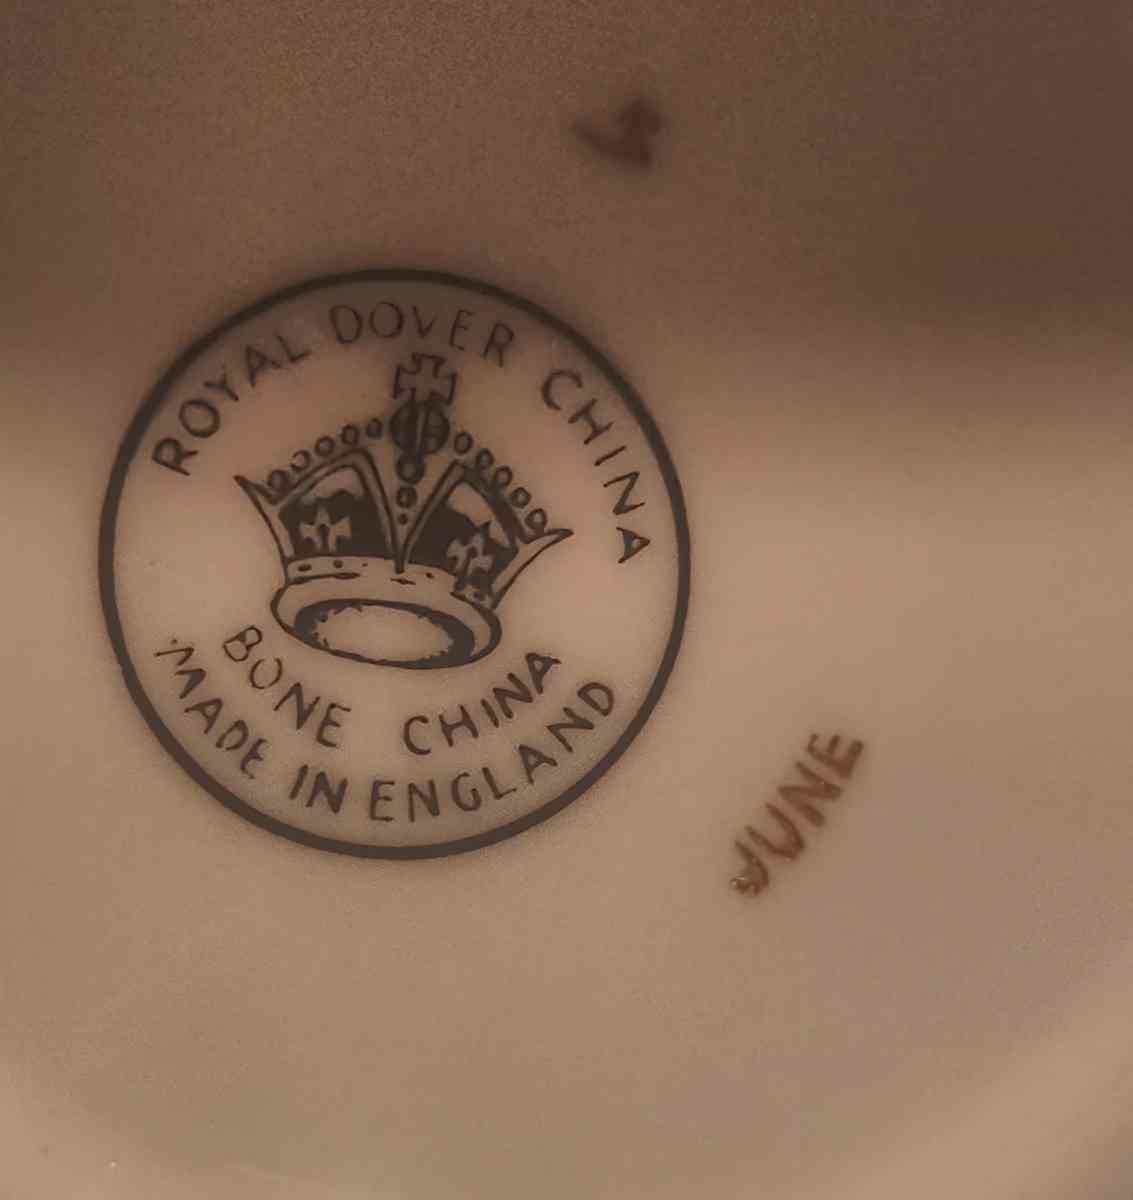 ROYAL DOVER CHINA
BONE CHINA
MADE IN ENGLAND
JUNE